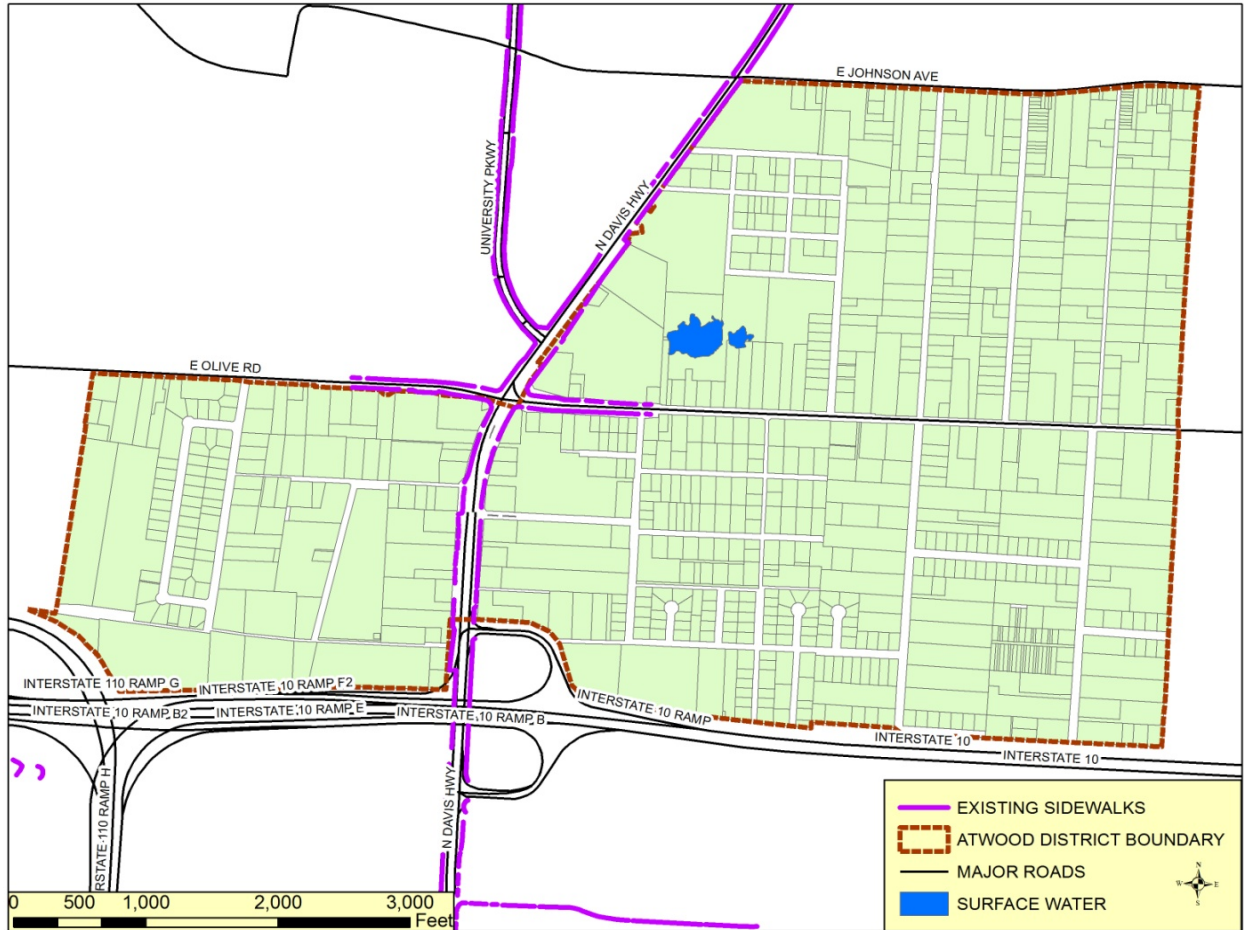 E JOHNSON AVE
UNIVERSITY PKWY
N DAVIS HWY
E OLIVE RD
INTERSTATE 110 RAMP G
INTERSTATE 10 RAMP F2
INTERSTATE 10 RAMP B2
INTERSTATE 10 RAMP E
INTERSTATE 10 RAMP B
INTERSTATE 10 RAMP
INTERSTATE 10
INTERSTATE 10
RSTATE 110 RAMP H
N DAVIS HWY
EXISTING SIDEWALKS
ATWOOD DISTRICT BOUNDARY
MAJOR ROADS
SURFACE WATER
N
W E
S
0 500 1,000 2,000 3,000
Feet